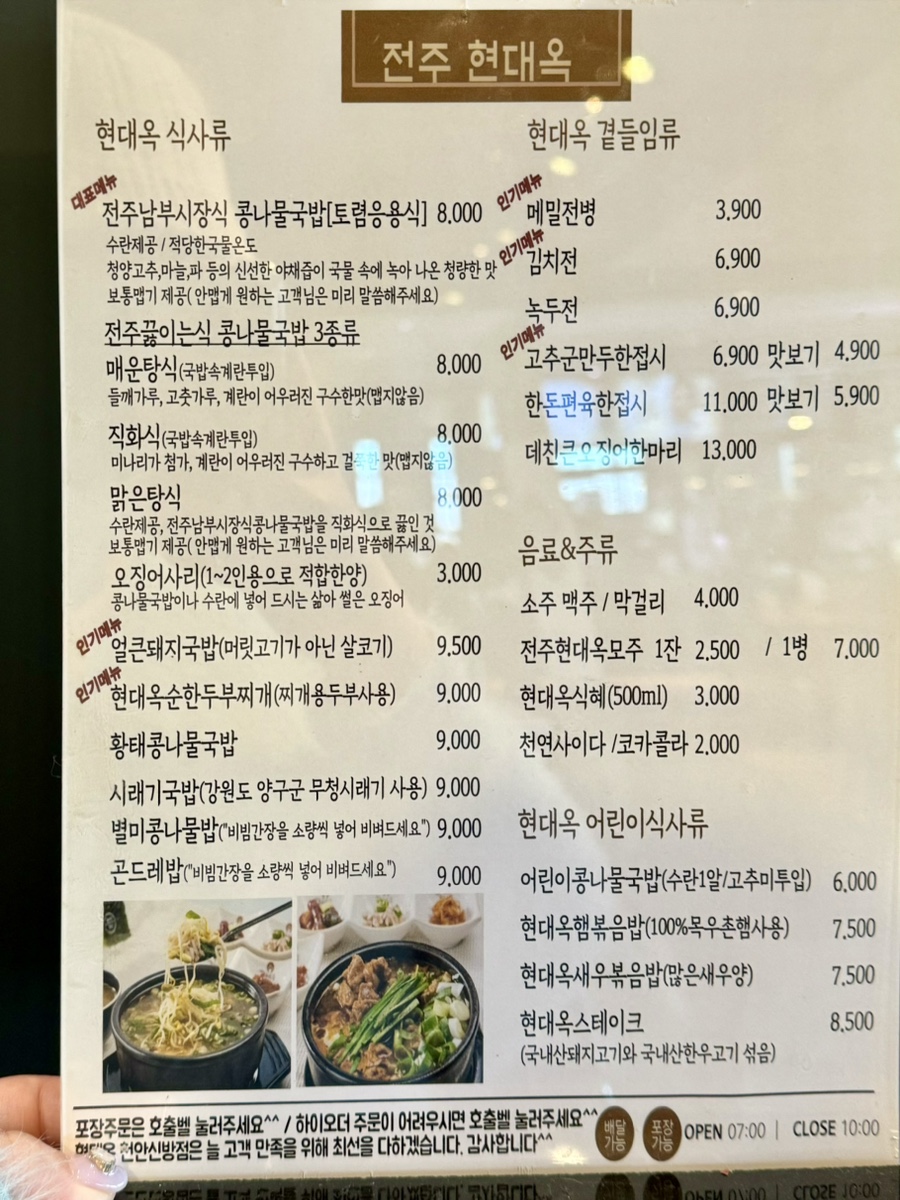 전주 현대옥
현대옥 식사류
대표메뉴
전주남부시장식 콩나물국밥[토렴응용식] 8.000
수란제공 / 적당한국물온도
청양고추,마늘,파 등의 신선한 야채즙이 국물 속에 녹아 나온 청량한 맛
보통맵기 제공( 안맵게 원하는 고객님은 미리 말씀해주세요)
전주끓이는식 콩나물국밥 3종류
매운탕식(국밥속계란투입) 8.000
들깨가루, 고춧가루, 계란이 어우러진 구수한맛(맵지않음)
직화식(국밥속계란투입) 8.000
미나리가 첨가, 계란이 어우러진 구수하고 걸쭉한 맛(맵지않음)
맑은탕식 8.000
수란제공, 전주남부시장식콩나물국밥을 직화식으로 끓인 것
보통맵기 제공( 안맵게 원하는 고객님은 미리 말씀해주세요)
오징어사리(1~2인용으로 적합한양) 3.000
콩나물국밥이나 수란에 넣어 드시는 삶아 썰은 오징어
인기메뉴
얼큰돼지국밥(머릿고기가 아닌 살코기) 9.500
인기메뉴
현대옥순한두부찌개(찌개용두부사용) 9.000
황태콩나물국밥 9.000
시래기국밥(강원도 양구군 무청시래기 사용) 9.000
별미콩나물밥("비빔간장을 소량씩 넣어 비벼드세요") 9.000
곤드레밥("비빔간장을 소량씩 넣어 비벼드세요") 9.000
현대옥 곁들임류
인기메뉴
메밀전병 3.900
인기메뉴
김치전 6.900
녹두전 6.900
인기메뉴
고추군만두한접시 6.900 맛보기 4.900
한돈편육한접시 11.000 맛보기 5.900
데친큰오징어한마리 13.000
음료&주류
소주 맥주 / 막걸리 4.000
전주현대옥모주 1잔 2.500 / 1병 7.000
현대옥식혜(500ml) 3.000
천연사이다 /코카콜라 2.000
현대옥 어린이식사류
어린이콩나물국밥(수란1알/고추미투입) 6.000
현대옥햄볶음밥(100%목우촌햄사용) 7.500
현대옥새우볶음밥(많은새우양) 7.500
현대옥스테이크 8.500
(국내산돼지고기와 국내산한우고기 섞음)
포장주문은 호출벨 눌러주세요^^ / 하이오더 주문이 어려우시면 호출벨 눌러주세요^^
현대옥 천안신방점은 늘 고객 만족을 위해 최선을 다하겠습니다. 감사합니다^^
배달
가능
포장
가능
OPEN 07:00 | CLOSE 10:00